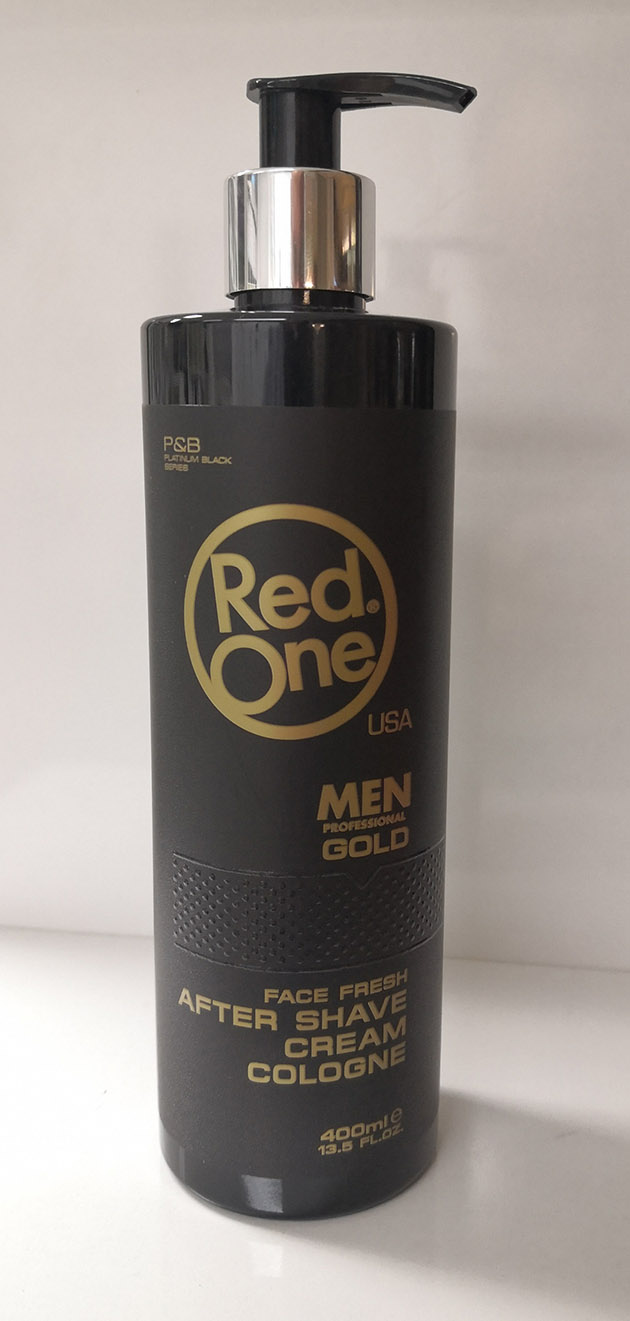 P&B
PLATINUM BLACK
SERIES
Red.®
One
USA
MEN
PROFESSIONAL
GOLD
FACE FRESH
AFTER SHAVE
CREAM
COLOGNE
400ml ℮
13.5 FL.OZ.